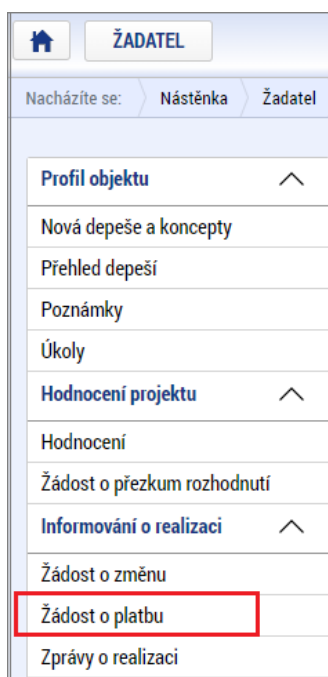 ŽADATEL
Nacházíte se: Nástěnka Žadatel
Profil objektu
Nová depeše a koncepty
Přehled depeší
Poznámky
Úkoly
Hodnocení projektu
Hodnocení
Žádost o přezkum rozhodnutí
Informování o realizaci
Žádost o změnu
Žádost o platbu
Zprávy o realizaci